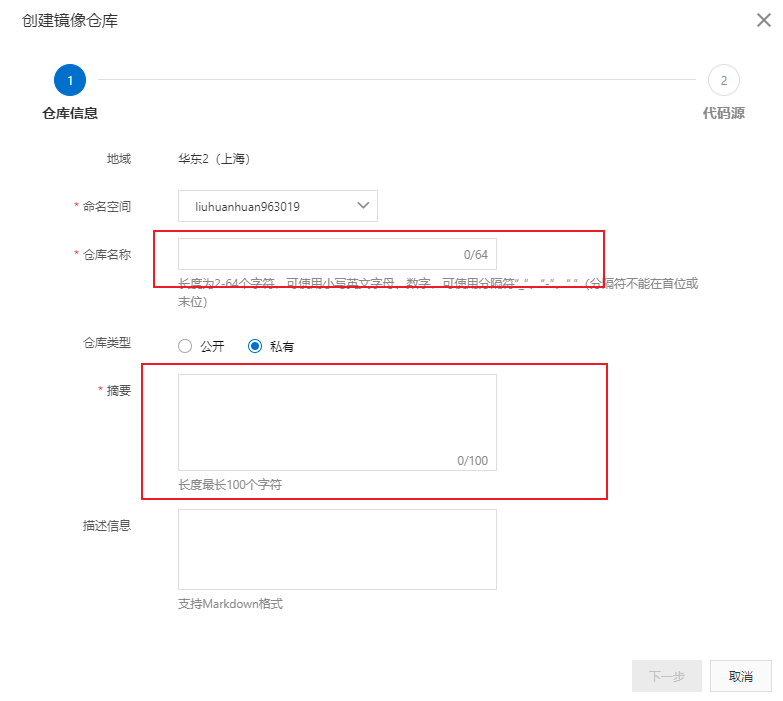 创建镜像仓库
1
2
仓库信息
代码源
地域
华东2（上海）
* 命名空间
liuhuanhuan963019
* 仓库名称
0/64
长度为2-64个字符，可使用小写英文字母、数字，可使用分隔符“_”、“-”、“.”（分隔符不能在首位或
末位）
仓库类型
公开
私有
* 摘要
0/100
长度最长100个字符
描述信息
支持Markdown格式
下一步
取消